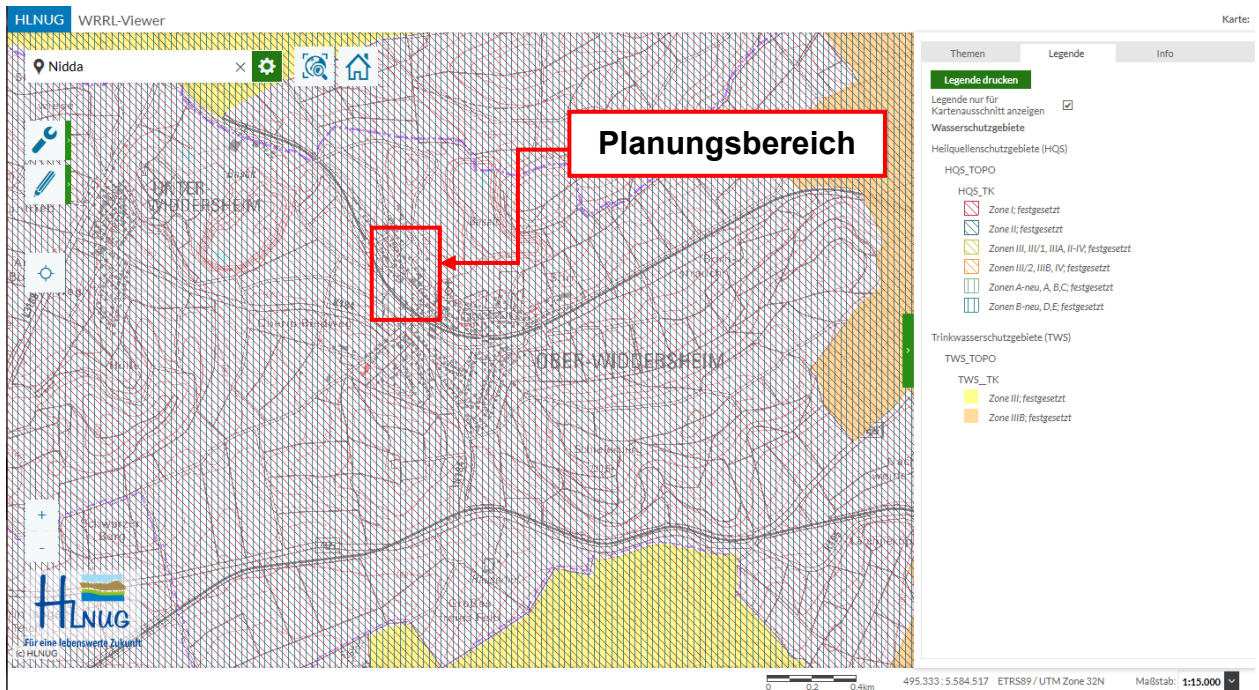 HLNUG WRRL-Viewer
Karte:
Nidda
Planungsbereich
UNTER
WIDDERSHEIM
OBER-WIDDERSHEIM
HLNUG
Für eine lebenswerte Zukunft
(c) HLNUG
+
-
Themen Legende Info
Legende drucken
Legende nur für
Kartenausschnitt anzeigen
Wasserschutzgebiete
Heilquellenschutzgebiete (HQS)
HQS_TOPO
HQS_TK
Zone I; festgesetzt
Zone II; festgesetzt
Zonen III, III/1, IIIA, II-IV; festgesetzt
Zonen III/2, IIIB, IV; festgesetzt
Zonen A-neu, A, B,C; festgesetzt
Zonen B-neu, D,E; festgesetzt
Trinkwasserschutzgebiete (TWS)
TWS_TOPO
TWS_TK
Zone III; festgesetzt
Zone IIIB; festgesetzt
0 0.2 0.4km
495.333 : 5.584.517 ETRS89 / UTM Zone 32N Maßstab: 1:15.000